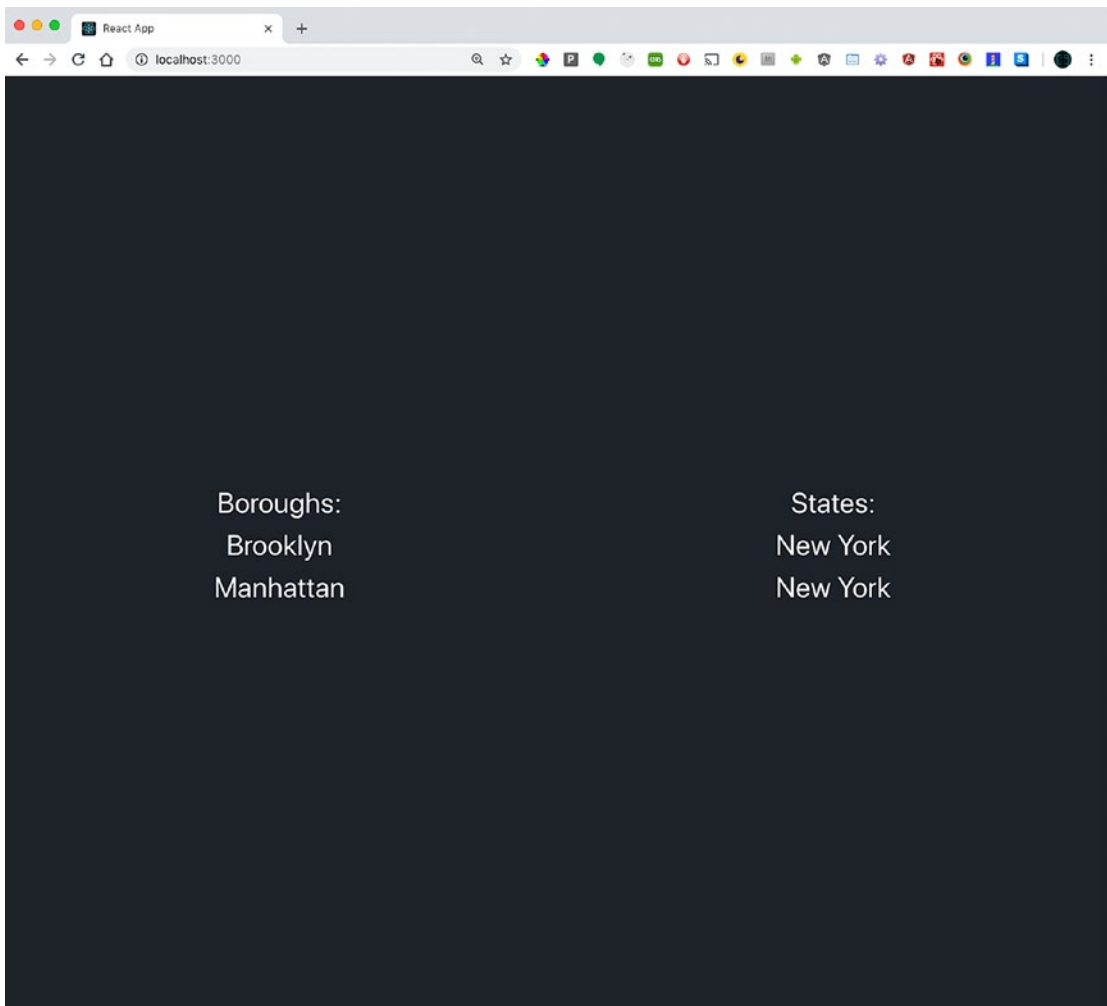 React App
localhost:3000
Boroughs:
Brooklyn
Manhattan
States:
New York
New York